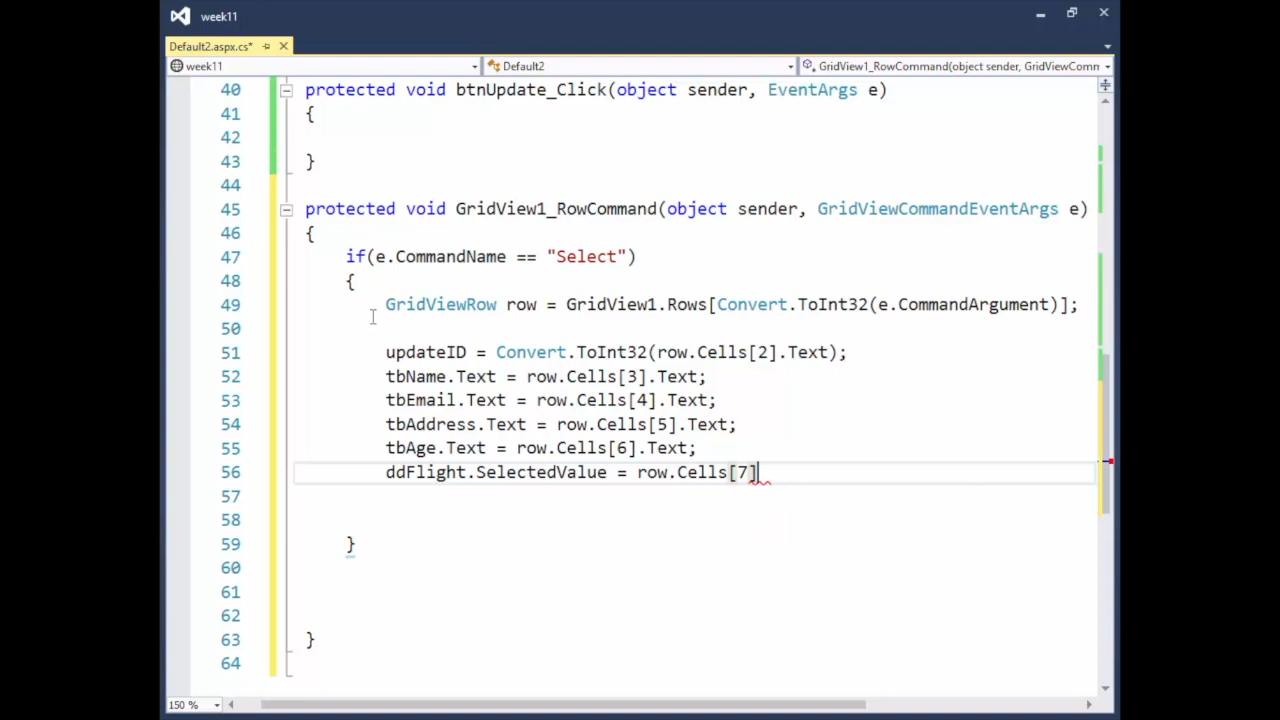 week11
Default2.aspx.cs*
week11 Default2 GridView1_RowCommand(object sender, GridViewComm
40 protected void btnUpdate_Click(object sender, EventArgs e)
41 {
42
43 }
44
45 protected void GridView1_RowCommand(object sender, GridViewCommandEventArgs e)
46 {
47 if(e.CommandName == "Select")
48 {
49 GridViewRow row = GridView1.Rows[Convert.ToInt32(e.CommandArgument)];
50
51 updateID = Convert.ToInt32(row.Cells[2].Text);
52 tbName.Text = row.Cells[3].Text;
53 tbEmail.Text = row.Cells[4].Text;
54 tbAddress.Text = row.Cells[5].Text;
55 tbAge.Text = row.Cells[6].Text;
56 ddFlight.SelectedValue = row.Cells[7]
57
58
59 }
60
61
62
63 }
64
150 %